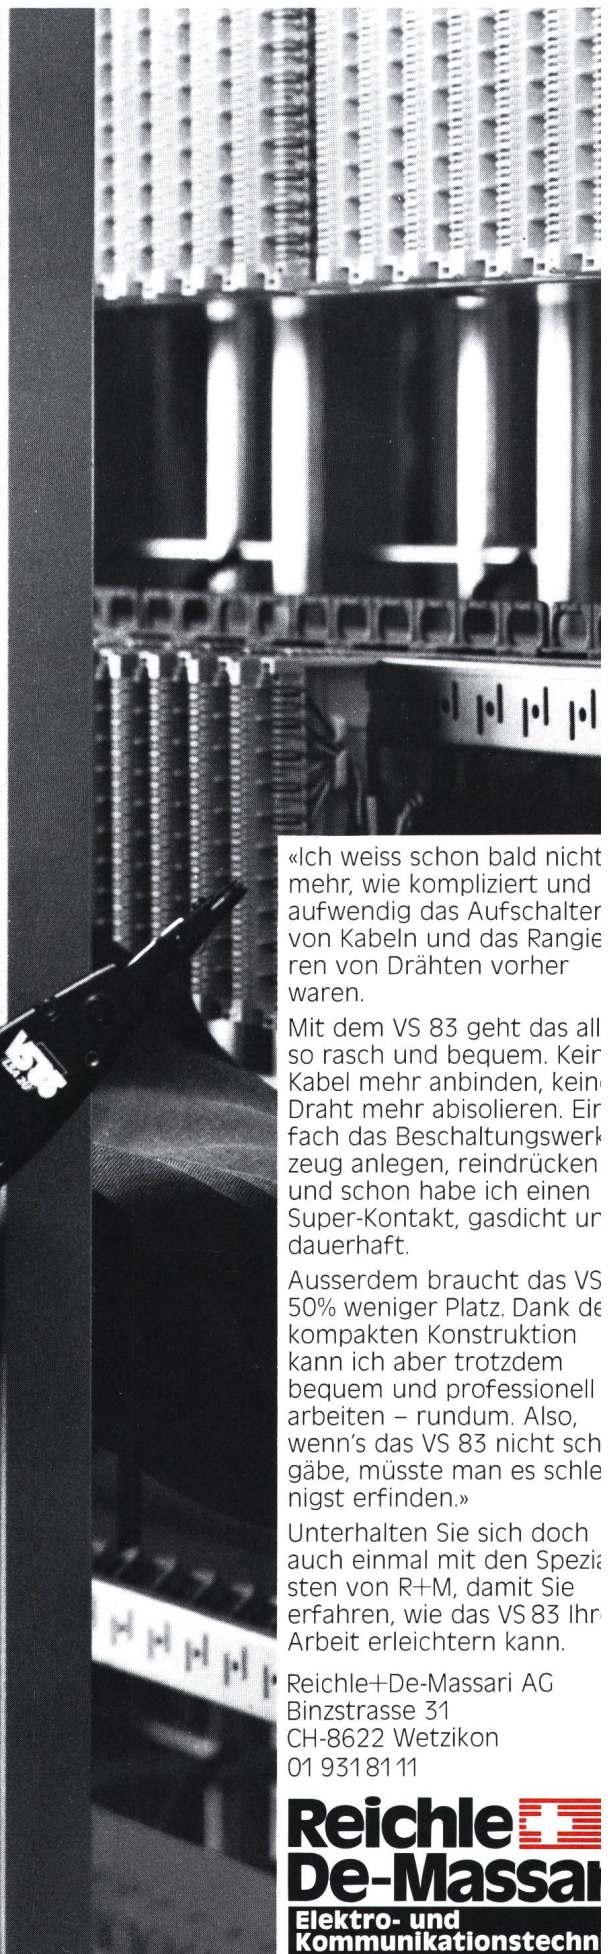 «Ich weiss schon bald nicht
mehr, wie kompliziert und
aufwendig das Aufschalten
von Kabeln und das Rangie
ren von Drähten vorher
waren.
Mit dem VS 83 geht das all
so rasch und bequem. Kein
Kabel mehr anbinden, kein
Draht mehr abisolieren. Ein
fach das Beschaltungswerk
zeug anlegen, reindrücken
und schon habe ich einen
Super-Kontakt, gasdicht un
dauerhaft.
Ausserdem braucht das VS
50% weniger Platz. Dank de
kompakten Konstruktion
kann ich aber trotzdem
bequem und professionell
arbeiten – rundum. Also,
wenn's das VS 83 nicht sch
gäbe, müsste man es schle
nigst erfinden.»
Unterhalten Sie sich doch
auch einmal mit den Spezia
sten von R+M, damit Sie
erfahren, wie das VS 83 Ihr
Arbeit erleichtern kann.
Reichle+De-Massari AG
Binzstrasse 31
CH-8622 Wetzikon
01 931 81 11
Reichle
De-Massar
Elektro- und
Kommunikationstechn